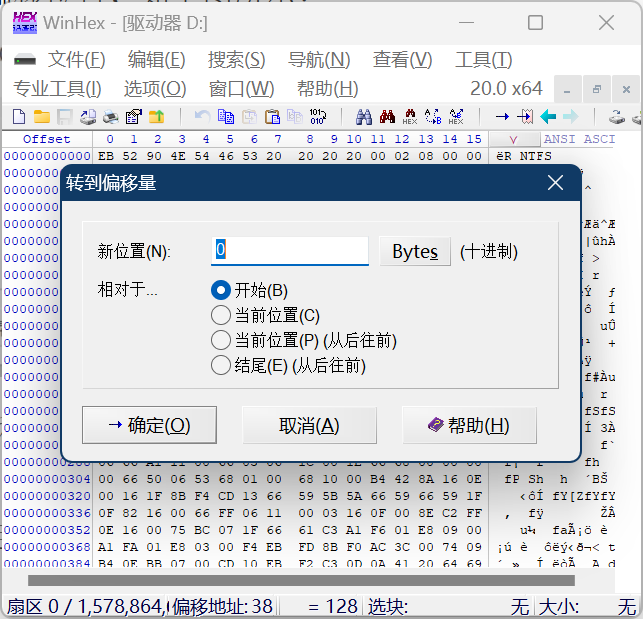 WinHex - [驱动器 D:]
文件(F) 编辑(E) 搜索(S) 导航(N) 查看(V) 工具(T)
专业工具(I) 选项(O) 窗口(W) 帮助(H) 20.0 x64
Offset 0 1 2 3 4 5 6 7 8 9 10 11 12 13 14 15 ANSI ASCI
00000000000 EB 52 90 4E 54 46 53 20 20 20 20 00 02 08 00 00 ëR NTFS
转到偏移量
新位置(N): 0 Bytes (十进制)
相对于... 开始(B)
当前位置(C)
当前位置(P) (从后往前)
结尾(E) (从后往前)
确定(O) 取消(A) 帮助(H)
00000000304 00 66 50 06 53 68 01 00 68 10 00 B4 42 8A 16 0E fP Sh h ´BŠ
00000000320 00 16 1F 8B F4 CD 13 66 59 5B 5A 66 59 66 59 1F ‹ôÍ fY[ZfYfY
00000000336 0F 82 16 00 66 FF 06 11 00 03 16 0F 00 8E C2 FF ‚ fÿ ŽÂ
00000000352 0E 16 00 75 BC 07 1F 66 61 C3 A1 F6 01 E8 09 00 u¼ faÃ¡ö è
00000000368 A1 FA 01 E8 03 00 F4 EB FD 8B F0 AC 3C 00 74 09 ¡ú è ôëý‹ð¬< t
00000000384 B4 0E BB 07 00 CD 10 EB F2 C3 0D 0A 41 20 64 69
扇区 0 / 1,578,864, 偏移地址: 38 = 128 选块: 无 大小: 无